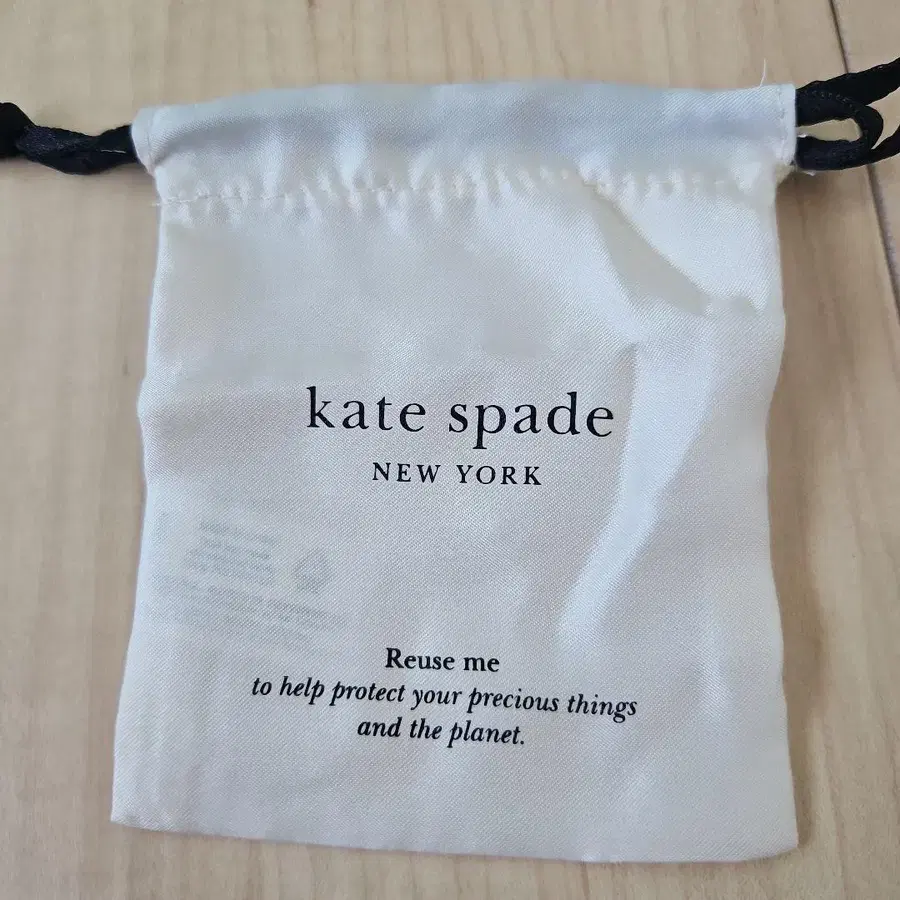 kate spade
NEW YORK
Reuse me
to help protect your precious things
and the planet.